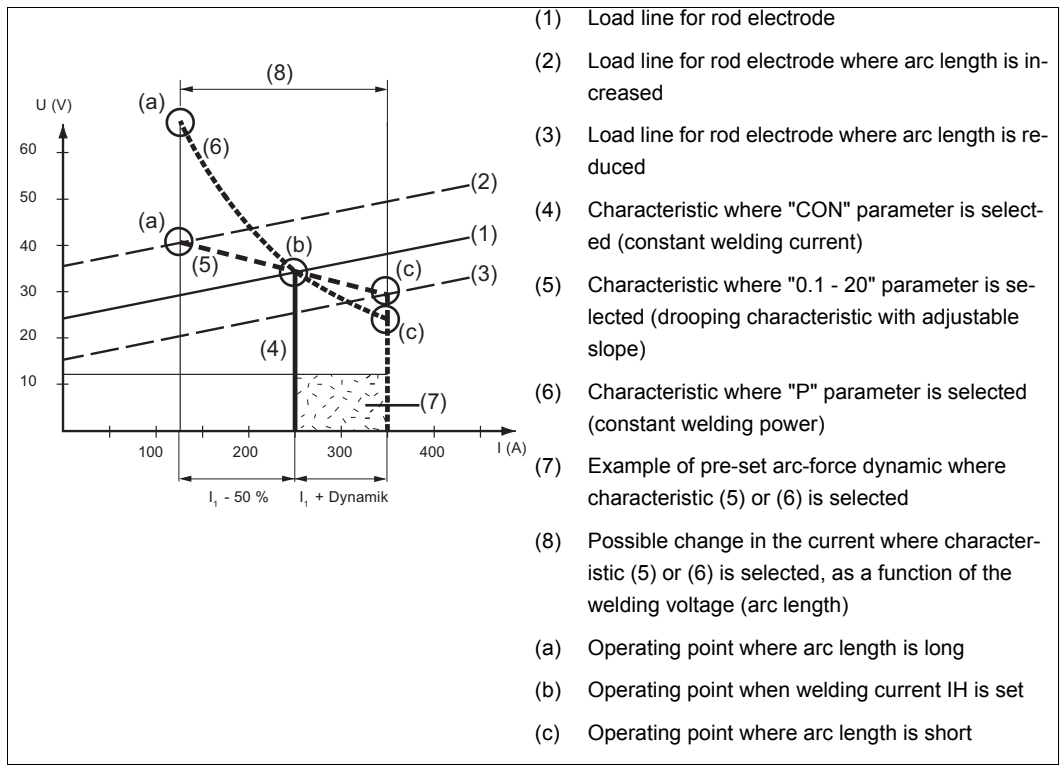 (8)
(a)
U (V)
(6)
60
(2)
50
(a)
(b)
(1)
40
(5)
(c)
(3)
30
(c)
20
(4)
10
(7)
100
200
300
400
I (A)
I1 - 50 %
I1 + Dynamik
(1) Load line for rod electrode
(2) Load line for rod electrode where arc length is in-
creased
(3) Load line for rod electrode where arc length is re-
duced
(4) Characteristic where "CON" parameter is select-
ed (constant welding current)
(5) Characteristic where "0.1 - 20" parameter is se-
lected (drooping characteristic with adjustable
slope)
(6) Characteristic where "P" parameter is selected
(constant welding power)
(7) Example of pre-set arc-force dynamic where
characteristic (5) or (6) is selected
(8) Possible change in the current where character-
istic (5) or (6) is selected, as a function of the
welding voltage (arc length)
(a) Operating point where arc length is long
(b) Operating point when welding current IH is set
(c) Operating point where arc length is short